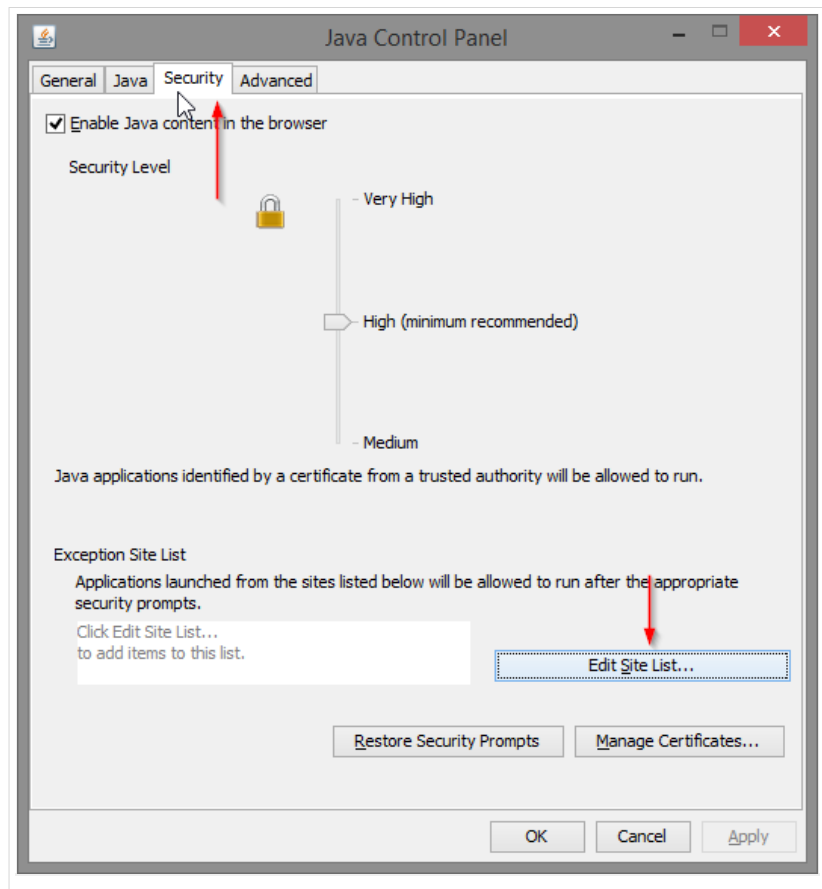 Java Control Panel
General Java Security Advanced
Enable Java content in the browser
Security Level
- Very High
- High (minimum recommended)
- Medium
Java applications identified by a certificate from a trusted authority will be allowed to run.
Exception Site List
Applications launched from the sites listed below will be allowed to run after the appropriate
security prompts.
Click Edit Site List...
to add items to this list.
Edit Site List...
Restore Security Prompts Manage Certificates...
OK Cancel Apply